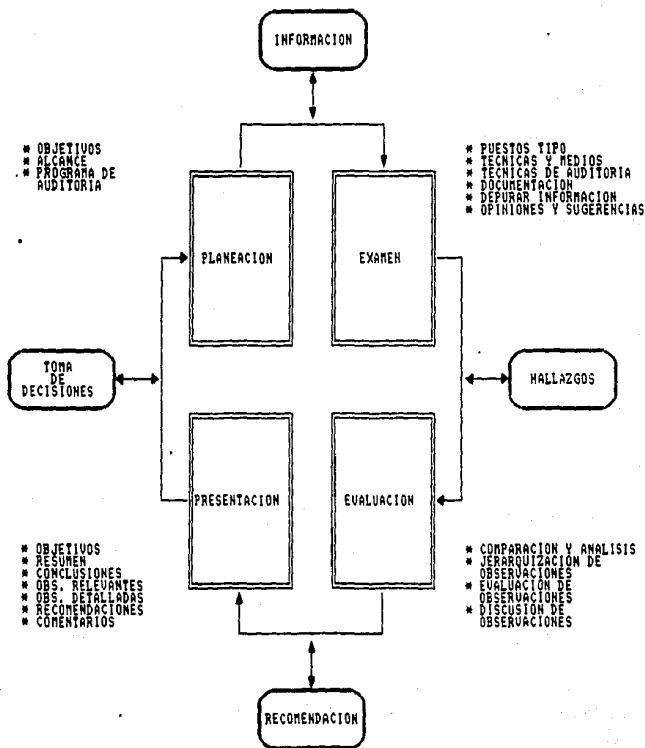 INFORMACION
* OBJETIVOS
* ALCANCE
* PROGRAMA DE
AUDITORIA
* PUESTOS TIPO
* TECNICAS Y MEDIOS
* TECNICAS DE AUDITORIA
* DOCUMENTACION
* DEPURAR INFORMACION
* OPINIONES Y SUGERENCIAS
PLANEACION
EXAMEN
TOMA
DE
DECISIONES
HALLAZGOS
PRESENTACION
EVALUACION
* OBJETIVOS
* RESUMEN
* CONCLUSIONES
* OBS. RELEVANTES
* OBS. DETALLADAS
* RECOMENDACIONES
* COMENTARIOS
* COMPARACION Y ANALISIS
* JERARQUIZACION DE
OBSERVACIONES
* EVALUACION DE
OBSERVACIONES
* DISCUSION DE
OBSERVACIONES
RECOMENDACION